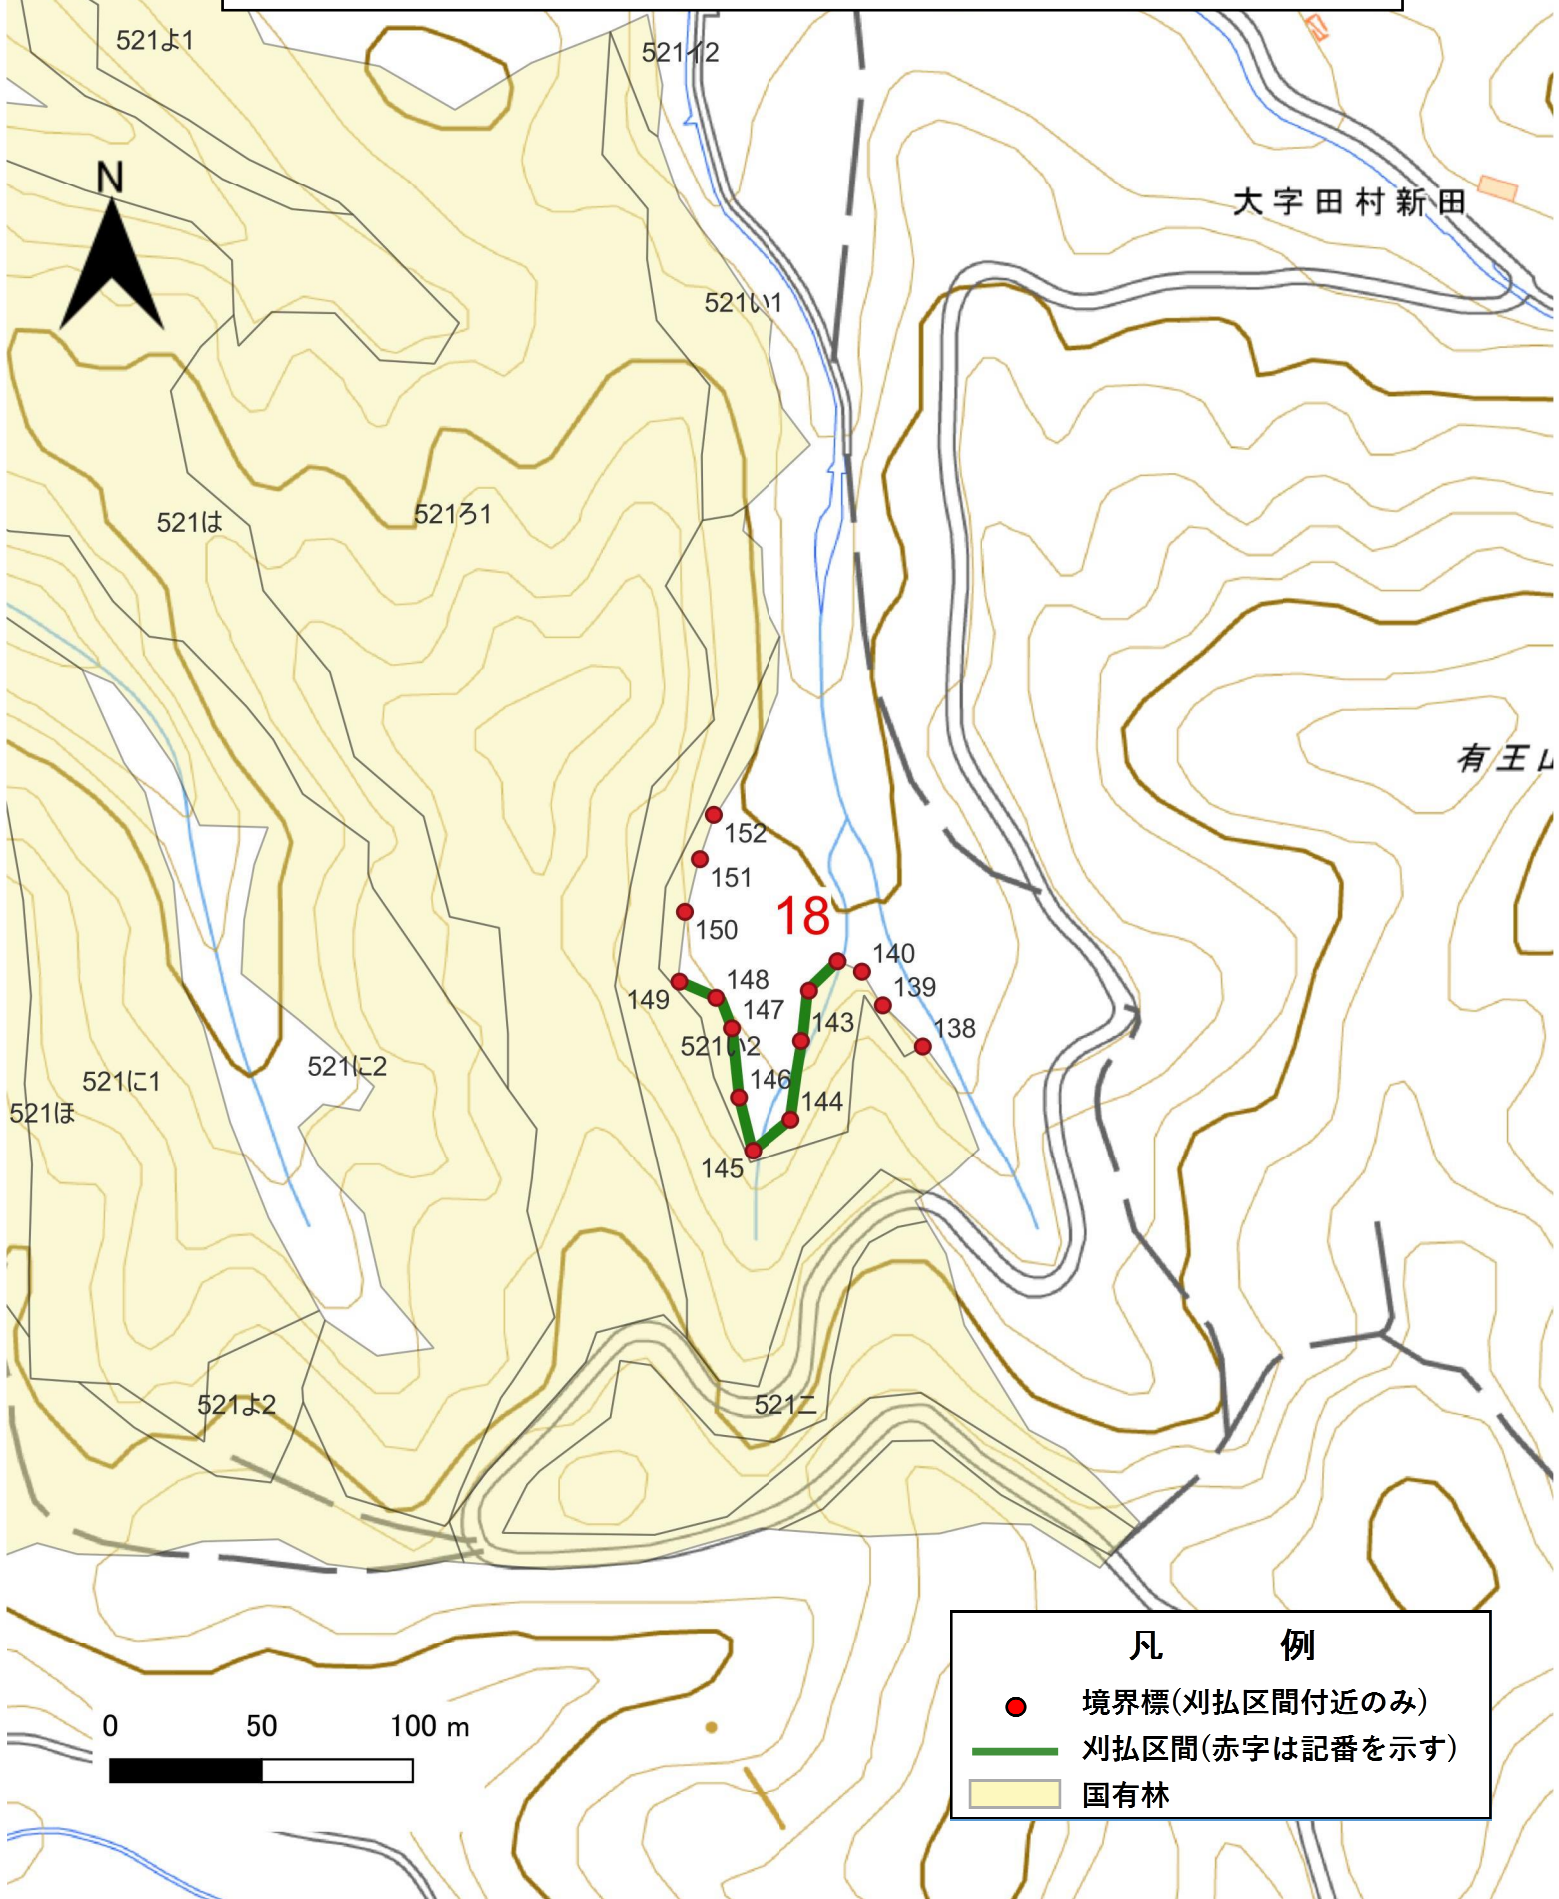 521よ1
521イ2
N
大字田村新田
521い1
521は
521ろ1
有王山
152
151
18
150
140
148
149
139
147
143
138
521い2
521に2
146
521に1
144
521ほ
145
521よ2
521ニ
凡 例
境界標(刈払区間付近のみ)
刈払区間(赤字は記番を示す)
国有林
0 50 100 m